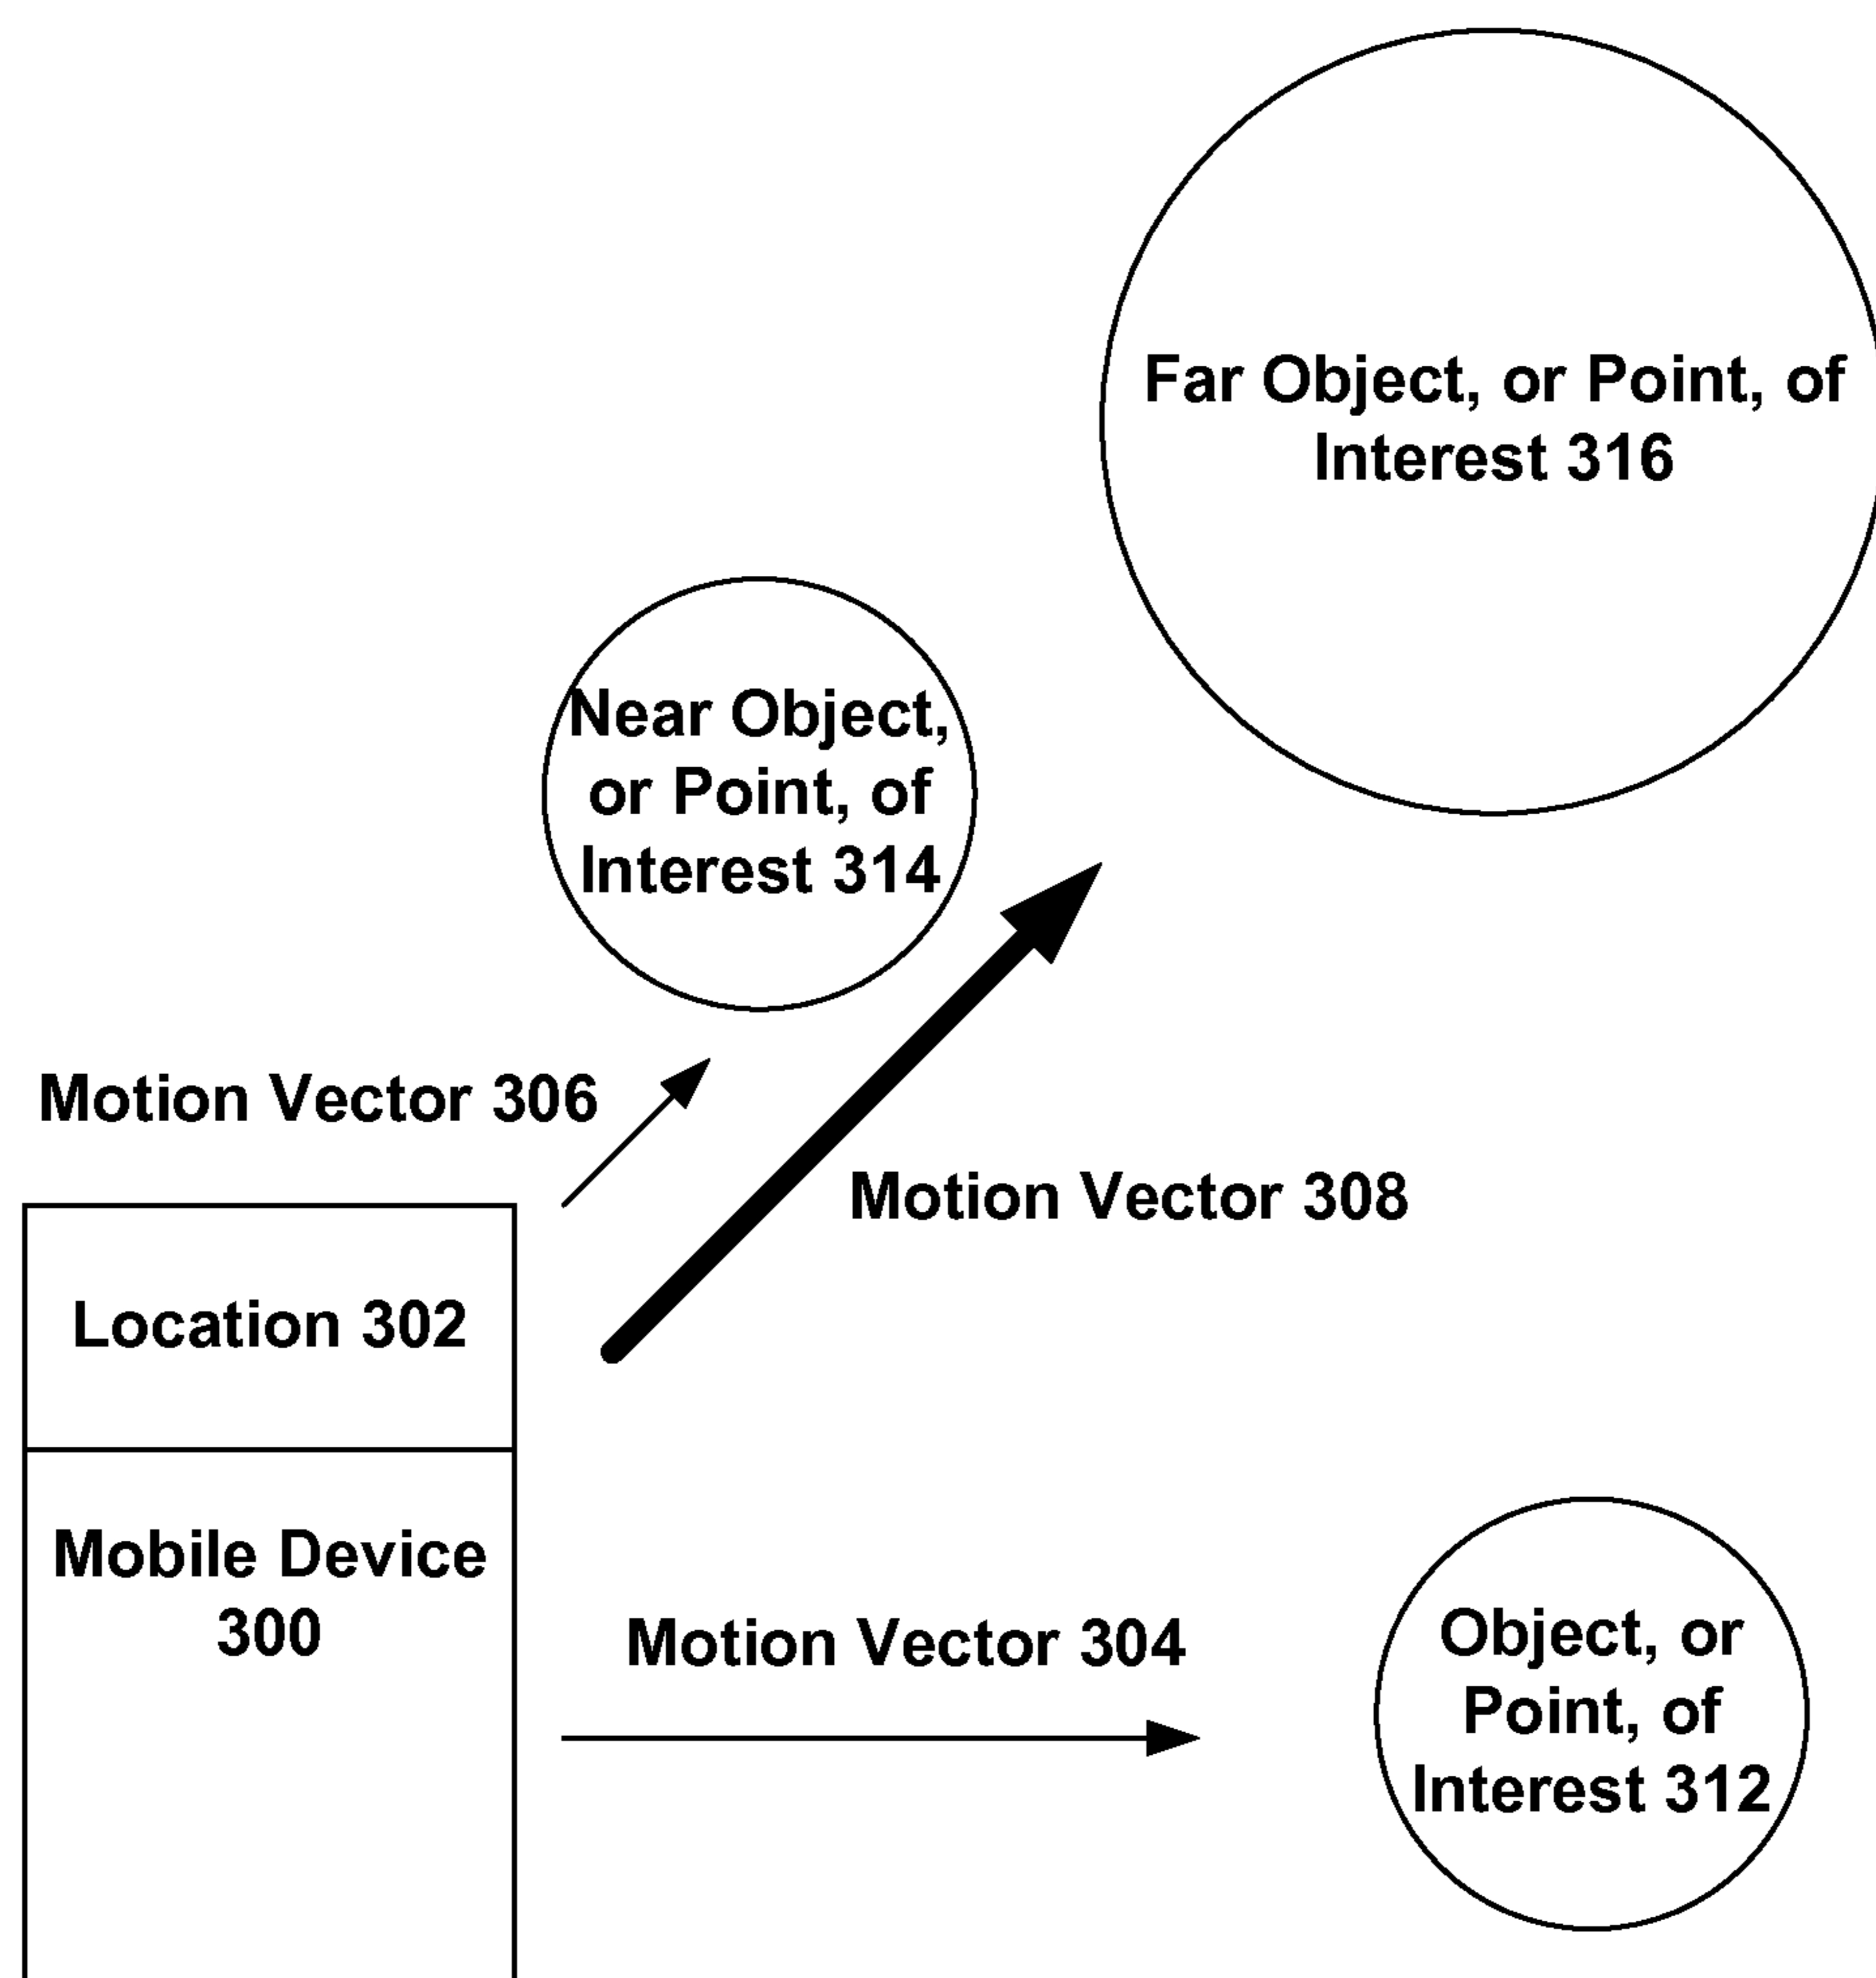 Far Object, or Point, of
Interest 316
Near Object,
or Point, of
Interest 314
Motion Vector 306
Motion Vector 308
Location 302
Mobile Device
300
Motion Vector 304
Object, or
Point, of
Interest 312